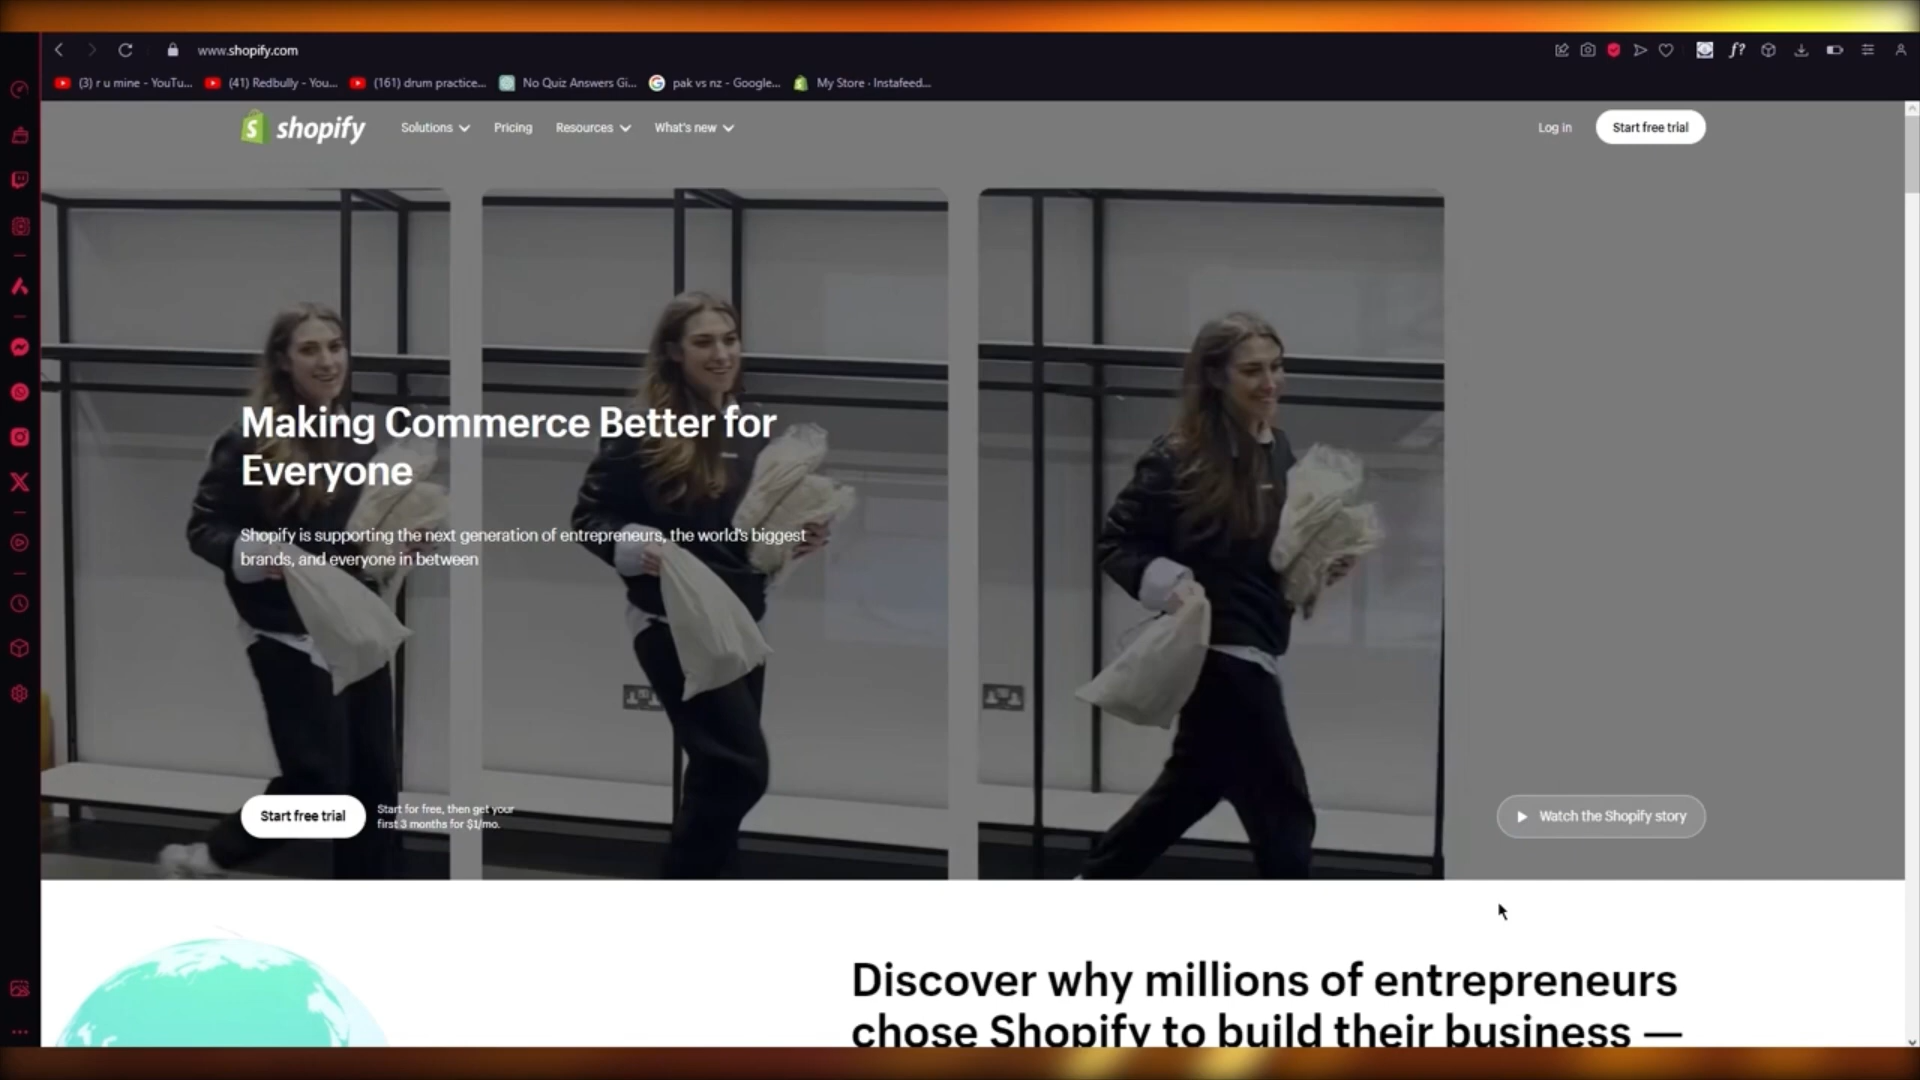 www.shopify.com
(3) r u mine - YouTu...
(41) Redbully - You...
(161) drum practice...
No Quiz Answers Gi...
pak vs nz - Google...
My Store · Instafeed...
shopify
Solutions
Pricing
Resources
What's new
Log in
Start free trial
Making Commerce Better for
Everyone
Shopify is supporting the next generation of entrepreneurs, the world's biggest
brands, and everyone in between
Start free trial
Start for free, then get your
first 3 months for $1/mo.
Watch the Shopify story
Discover why millions of entrepreneurs
chose Shopify to build their business —